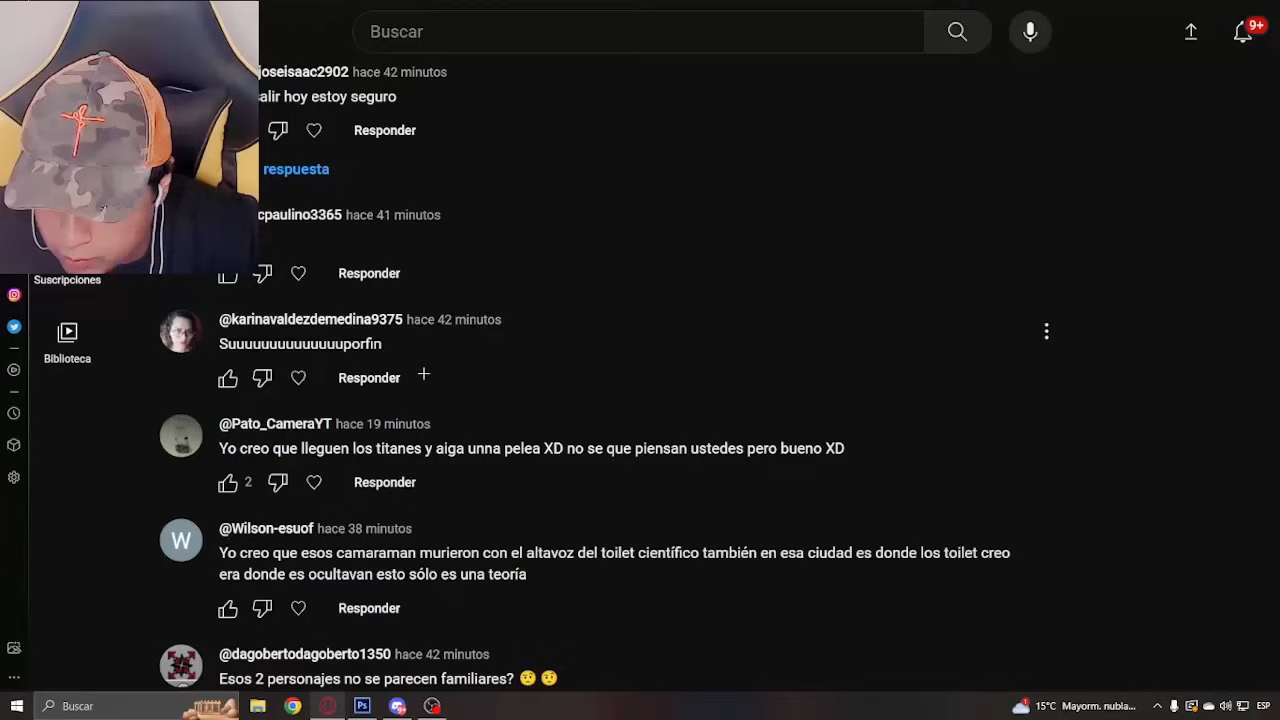 Buscar
9+
joseisaac2902 hace 42 minutos
alir hoy estoy seguro
Responder
respuesta
cpaulino3365 hace 41 minutos
Responder
Suscripciones
@karinavaldezdemedina9375 hace 42 minutos
Suuuuuuuuuuuuuuporfin
Responder
Biblioteca
@Pato_CameraYT hace 19 minutos
Yo creo que lleguen los titanes y aiga unna pelea XD no se que piensan ustedes pero bueno XD
2
Responder
W
@Wilson-esuof hace 38 minutos
Yo creo que esos camaraman murieron con el altavoz del toilet científico también en esa ciudad es donde los toilet creo
era donde es ocultavan esto sólo es una teoría
Responder
@dagobertodagoberto1350 hace 42 minutos
Esos 2 personajes no se parecen familiares? 🤨 🤨
Buscar
Ps
15°C Mayorm. nubla...
ESP